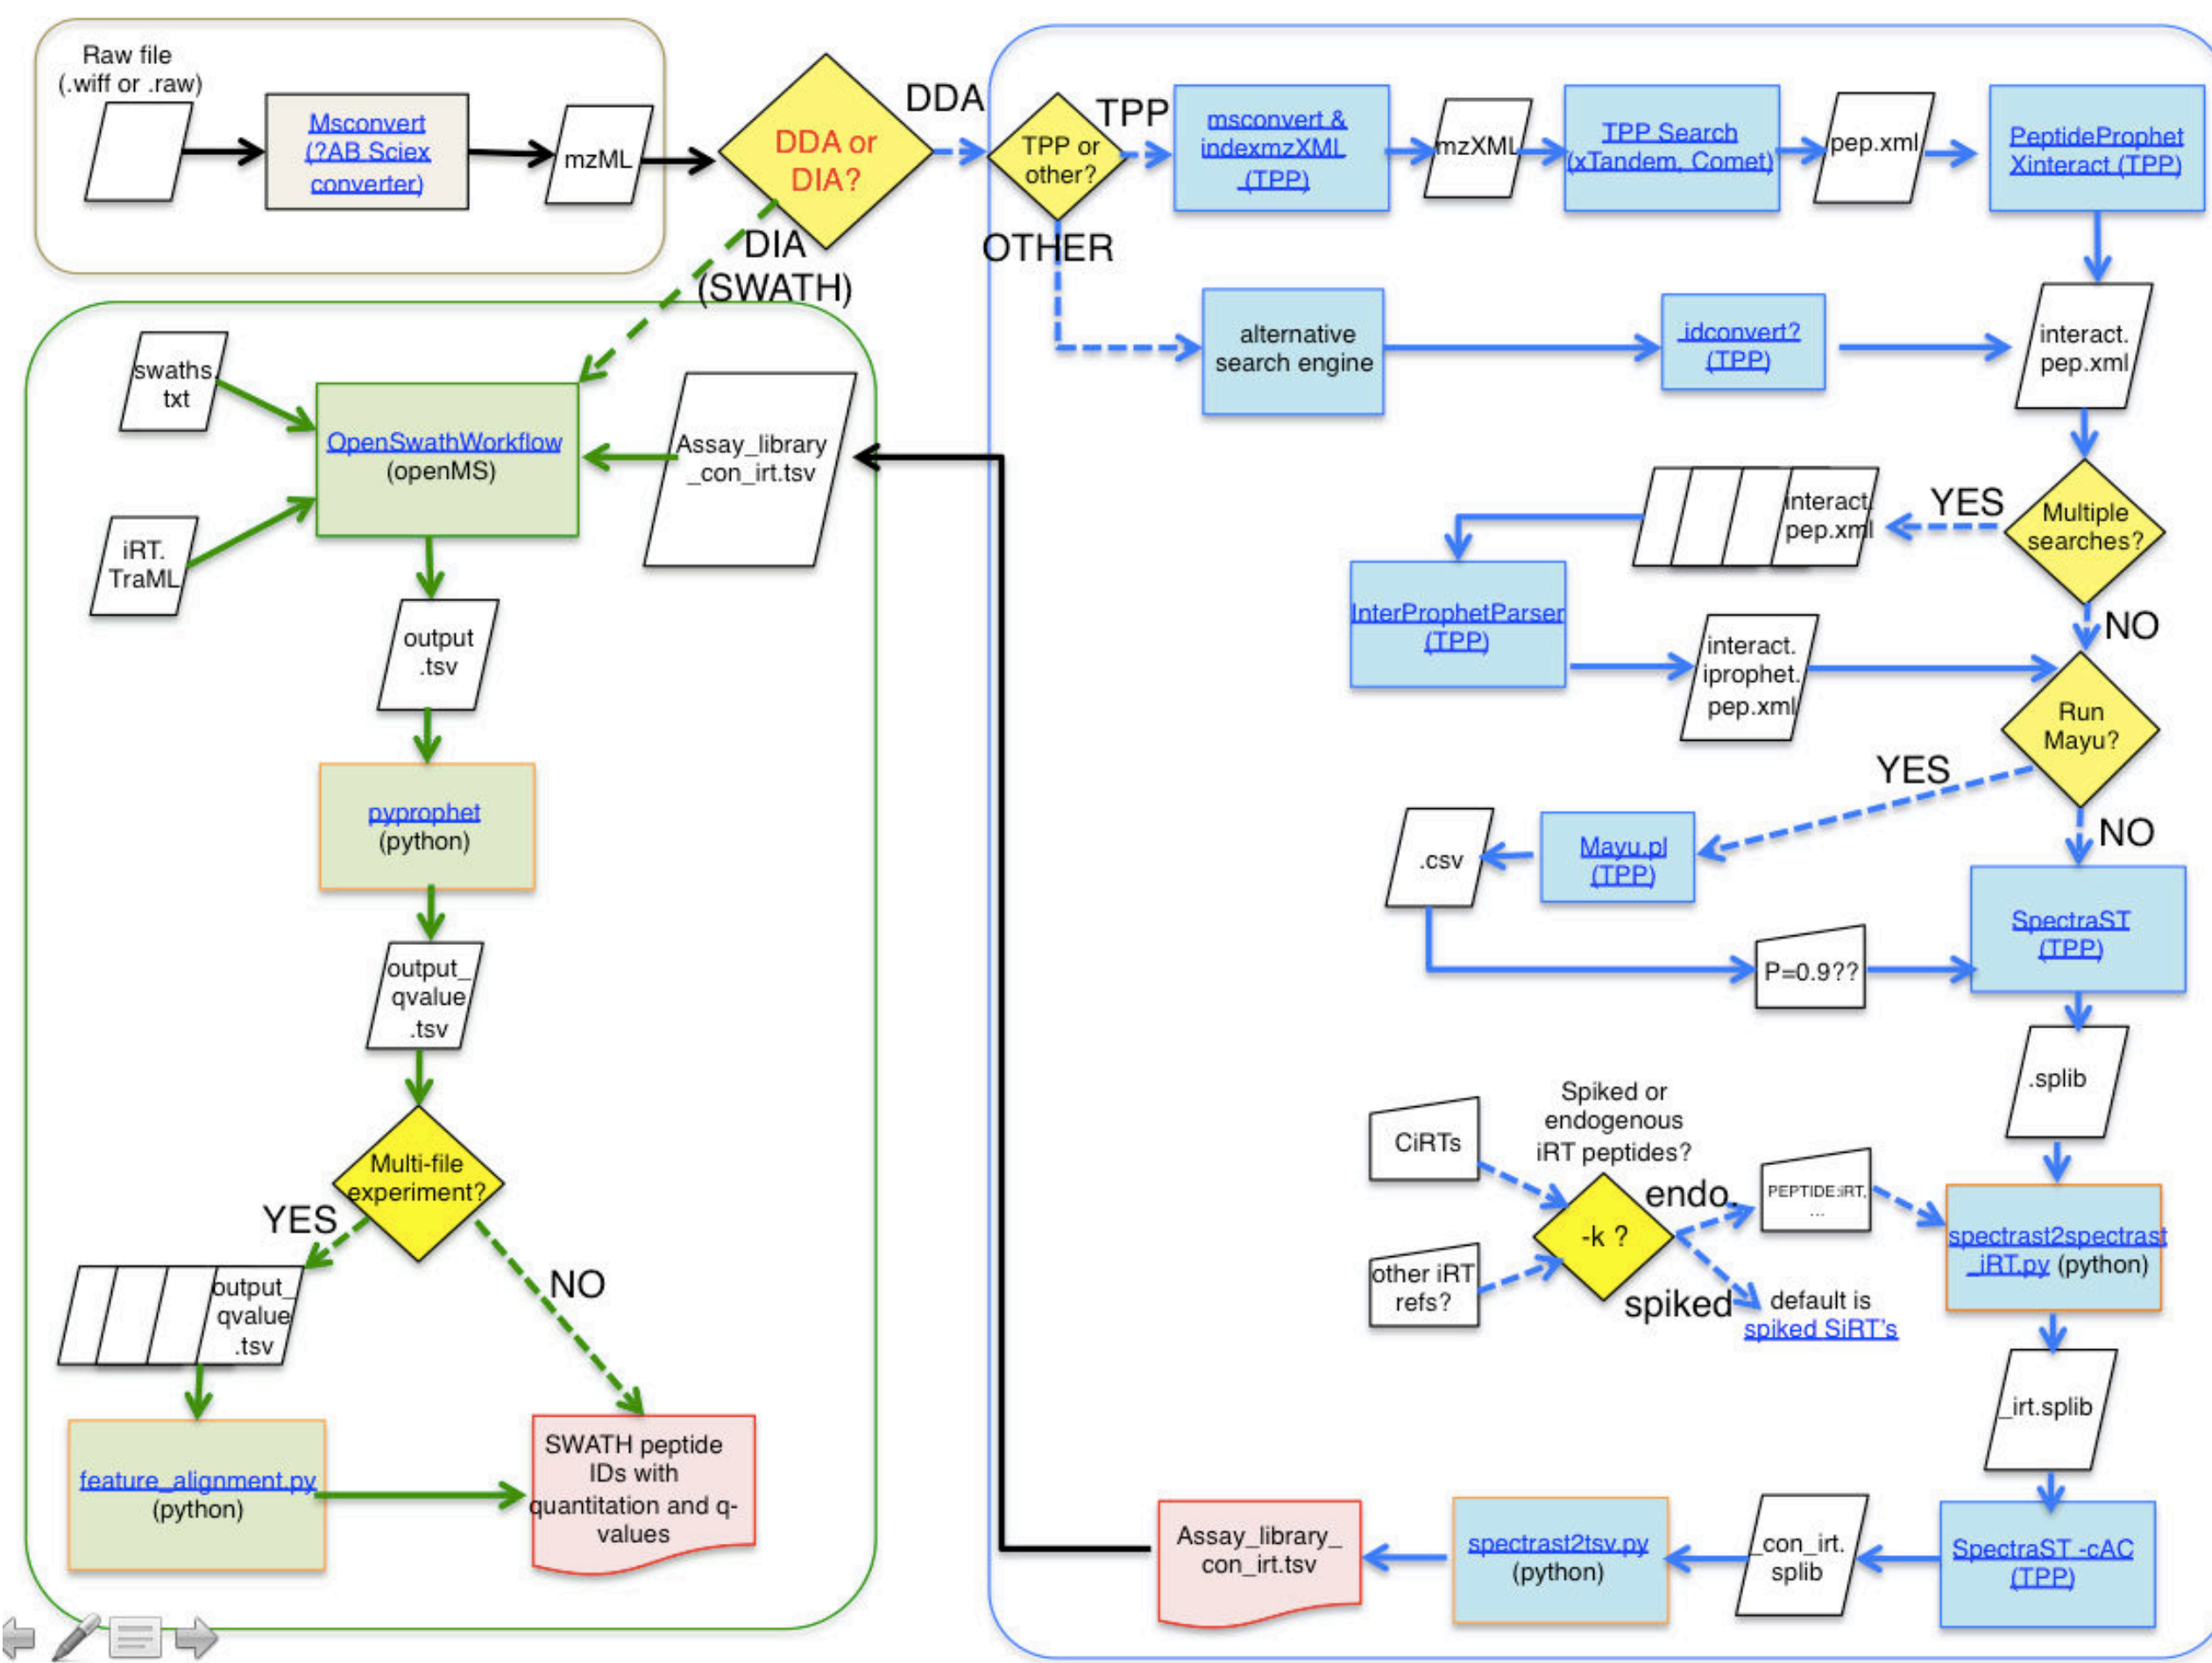 Raw file
(.wiff or .raw)
Msconvert
(?AB Sciex
converter)
mzML
DDA or
DIA?
DDA
DIA
(SWATH)
TPP or
other?
TPP
OTHER
msconvert &
indexmzXML
(TPP)
mzXML
TPP Search
(xTandem, Comet)
pep.xml
PeptideProphet
Xinteract (TPP)
alternative
search engine
idconvert?
(TPP)
interact.
pep.xml
Multiple
searches?
YES
NO
interact.
pep.xml
InterProphetParser
(TPP)
interact.
iprophet.
pep.xml
Run
Mayu?
YES
NO
Mayu.pl
(TPP)
.csv
P=0.9??
SpectraST
(TPP)
.splib
Spiked or
endogenous
iRT peptides?
CiRTs
other iRT
refs?
-k ?
endo.
spiked
PEPTIDE:iRT,
...
default is
spiked SiRT's
spectrast2spectrast
_iRT.py (python)
_irt.splib
SpectraST -cAC
(TPP)
_con_irt.
splib
spectrast2tsv.py
(python)
Assay_library_
con_irt.tsv
swaths.
txt
iRT.
TraML
OpenSwathWorkflow
(openMS)
Assay_library
_con_irt.tsv
output
.tsv
pyprophet
(python)
output_
qvalue
.tsv
Multi-file
experiment?
YES
NO
output_
qvalue
.tsv
feature_alignment.py
(python)
SWATH peptide
IDs with
quantitation and q-
values